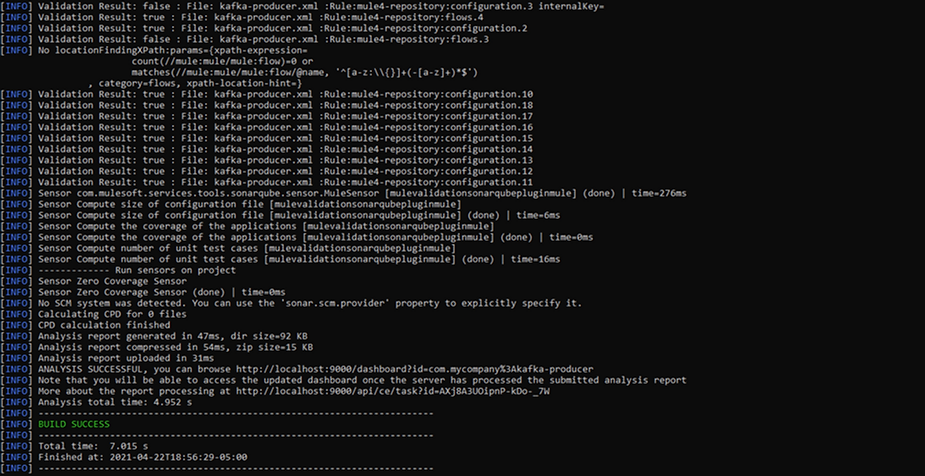 [INFO] Validation Result: false : File: kafka-producer.xml :Rule:mule4-repository:configuration.3 internalKey=
[INFO] Validation Result: true : File: kafka-producer.xml :Rule:mule4-repository:flows.4
[INFO] Validation Result: true : File: kafka-producer.xml :Rule:mule4-repository:configuration.2
[INFO] Validation Result: false : File: kafka-producer.xml :Rule:mule4-repository:flows.3
[INFO] No locationFindingXPath:params={xpath-expression=
count(//mule:mule/mule:flow)=0 or
matches(//mule:mule/mule:flow/@name, '^[a-z:\\{}]+(-[a-z]+)*$')
, category=flows, xpath-location-hint=}
[INFO] Validation Result: true : File: kafka-producer.xml :Rule:mule4-repository:configuration.10
[INFO] Validation Result: true : File: kafka-producer.xml :Rule:mule4-repository:configuration.18
[INFO] Validation Result: true : File: kafka-producer.xml :Rule:mule4-repository:configuration.17
[INFO] Validation Result: true : File: kafka-producer.xml :Rule:mule4-repository:configuration.16
[INFO] Validation Result: true : File: kafka-producer.xml :Rule:mule4-repository:configuration.15
[INFO] Validation Result: true : File: kafka-producer.xml :Rule:mule4-repository:configuration.14
[INFO] Validation Result: true : File: kafka-producer.xml :Rule:mule4-repository:configuration.13
[INFO] Validation Result: true : File: kafka-producer.xml :Rule:mule4-repository:configuration.12
[INFO] Validation Result: true : File: kafka-producer.xml :Rule:mule4-repository:configuration.11
[INFO] Sensor com.mulesoft.services.tools.sonarqube.sensor.MuleSensor [mulevalidationsonarqubepluginmule] (done) | time=276ms
[INFO] Sensor Compute size of configuration file [mulevalidationsonarqubepluginmule]
[INFO] Sensor Compute size of configuration file [mulevalidationsonarqubepluginmule] (done) | time=6ms
[INFO] Sensor Compute the coverage of the applications [mulevalidationsonarqubepluginmule]
[INFO] Sensor Compute the coverage of the applications [mulevalidationsonarqubepluginmule] (done) | time=0ms
[INFO] Sensor Compute number of unit test cases [mulevalidationsonarqubepluginmule]
[INFO] Sensor Compute number of unit test cases [mulevalidationsonarqubepluginmule] (done) | time=16ms
[INFO] ------------- Run sensors on project
[INFO] Sensor Zero Coverage Sensor
[INFO] Sensor Zero Coverage Sensor (done) | time=0ms
[INFO] No SCM system was detected. You can use the 'sonar.scm.provider' property to explicitly specify it.
[INFO] Calculating CPD for 0 files
[INFO] CPD calculation finished
[INFO] Analysis report generated in 47ms, dir size=92 KB
[INFO] Analysis report compressed in 54ms, zip size=15 KB
[INFO] Analysis report uploaded in 31ms
[INFO] ANALYSIS SUCCESSFUL, you can browse http://localhost:9000/dashboard?id=com.mycompany%3Akafka-producer
[INFO] Note that you will be able to access the updated dashboard once the server has processed the submitted analysis report
[INFO] More about the report processing at http://localhost:9000/api/ce/task?id=AXj8A3UOipnP-kDo-_7W
[INFO] Analysis total time: 4.952 s
[INFO] ------------------------------------------------------------------------
[INFO] BUILD SUCCESS
[INFO] ------------------------------------------------------------------------
[INFO] Total time:  7.015 s
[INFO] Finished at: 2021-04-22T18:56:29-05:00
[INFO] ------------------------------------------------------------------------